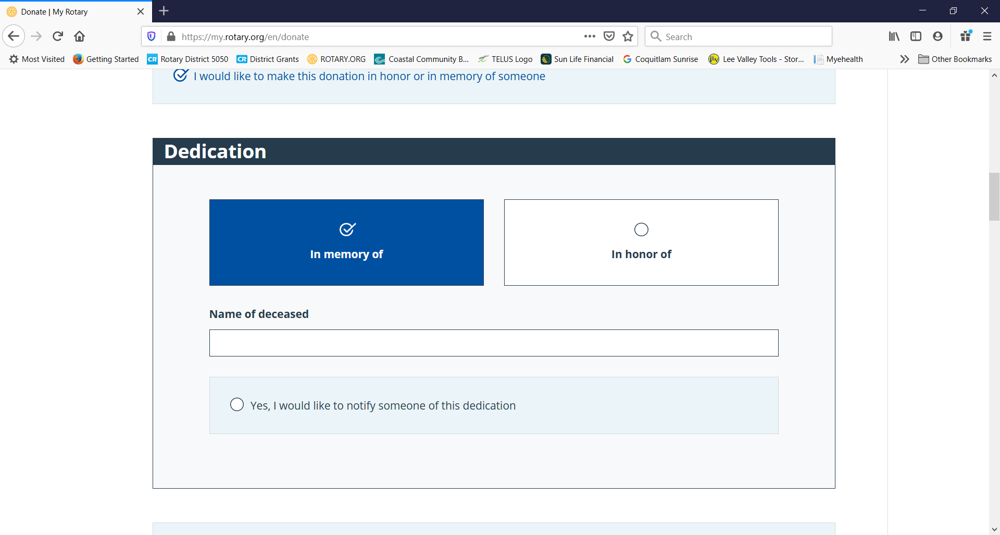 Donate | My Rotary
https://my.rotary.org/en/donate
Search
Most Visited Getting Started CR Rotary District 5050 CR District Grants ROTARY.ORG Coastal Community B... TELUS Logo Sun Life Financial Coquitlam Sunrise Lee Valley Tools - Stor... Myehealth Other Bookmarks
I would like to make this donation in honor or in memory of someone
Dedication
In memory of
In honor of
Name of deceased
Yes, I would like to notify someone of this dedication